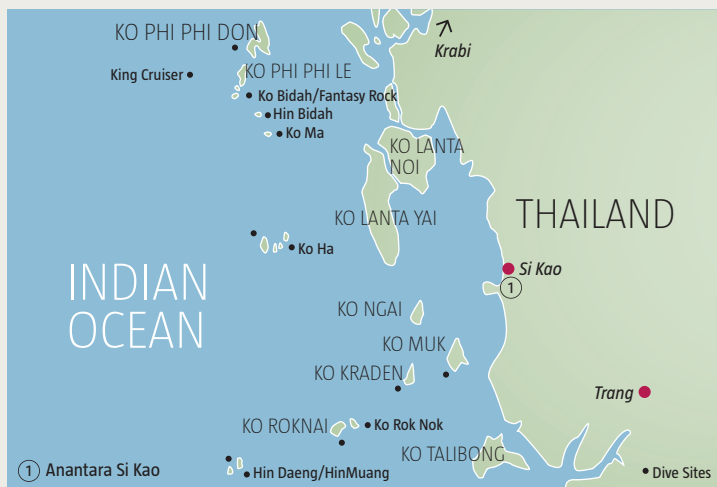 KO PHI PHI DON
Krabi
King Cruiser
KO PHI PHI LE
Ko Bidah/Fantasy Rock
Hin Bidah
Ko Ma
KO LANTA
NOI
KO LANTA YAI
THAILAND
Ko Ha
Si Kao
1
INDIAN
OCEAN
KO NGAI
KO MUK
KO KRADEN
Trang
KO ROKNAI
Ko Rok Nok
KO TALIBONG
1 Anantara Si Kao
Hin Daeng/HinMuang
Dive Sites